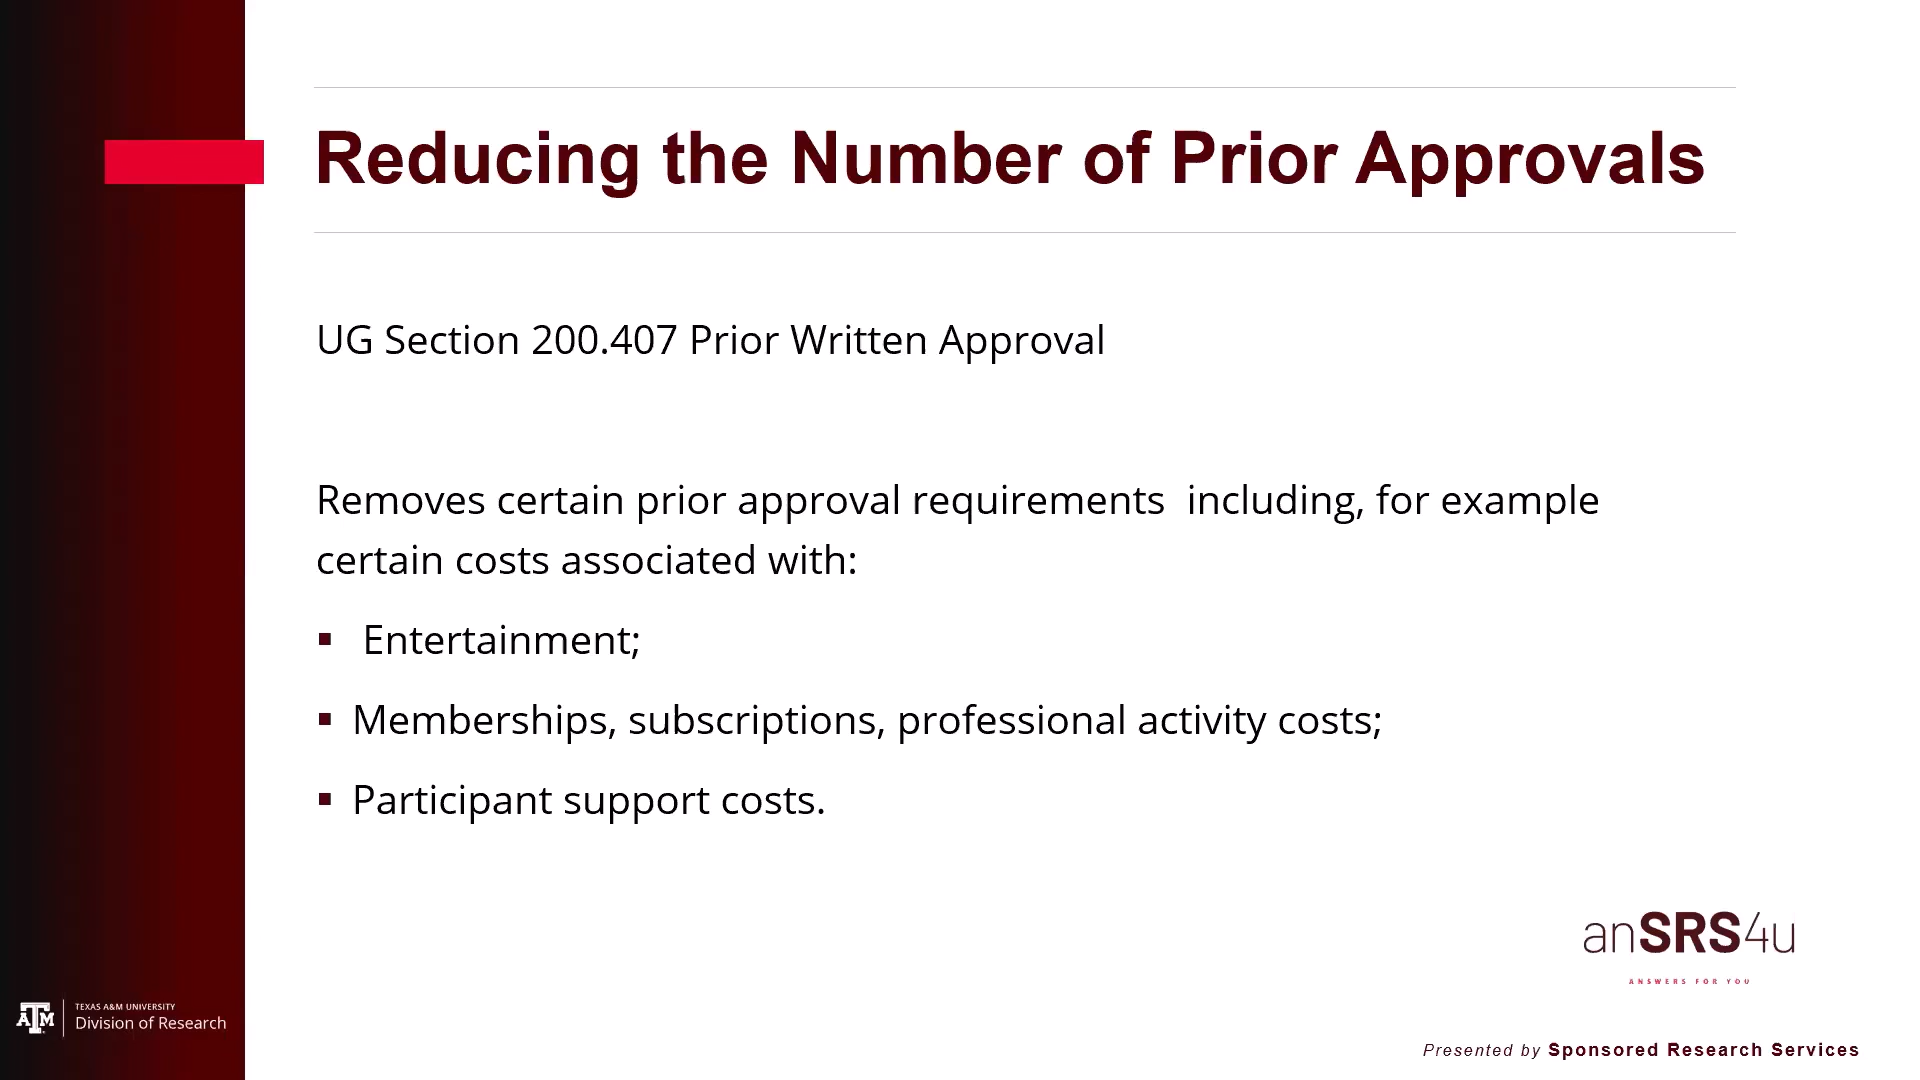 Reducing the Number of Prior Approvals
UG Section 200.407 Prior Written Approval
Removes certain prior approval requirements  including, for example
certain costs associated with:
▪ Entertainment;
▪ Memberships, subscriptions, professional activity costs;
▪ Participant support costs.
anSRS4u
ANSWERS FOR YOU
ATM
TEXAS A&M UNIVERSITY
Division of Research
Presented by Sponsored Research Services